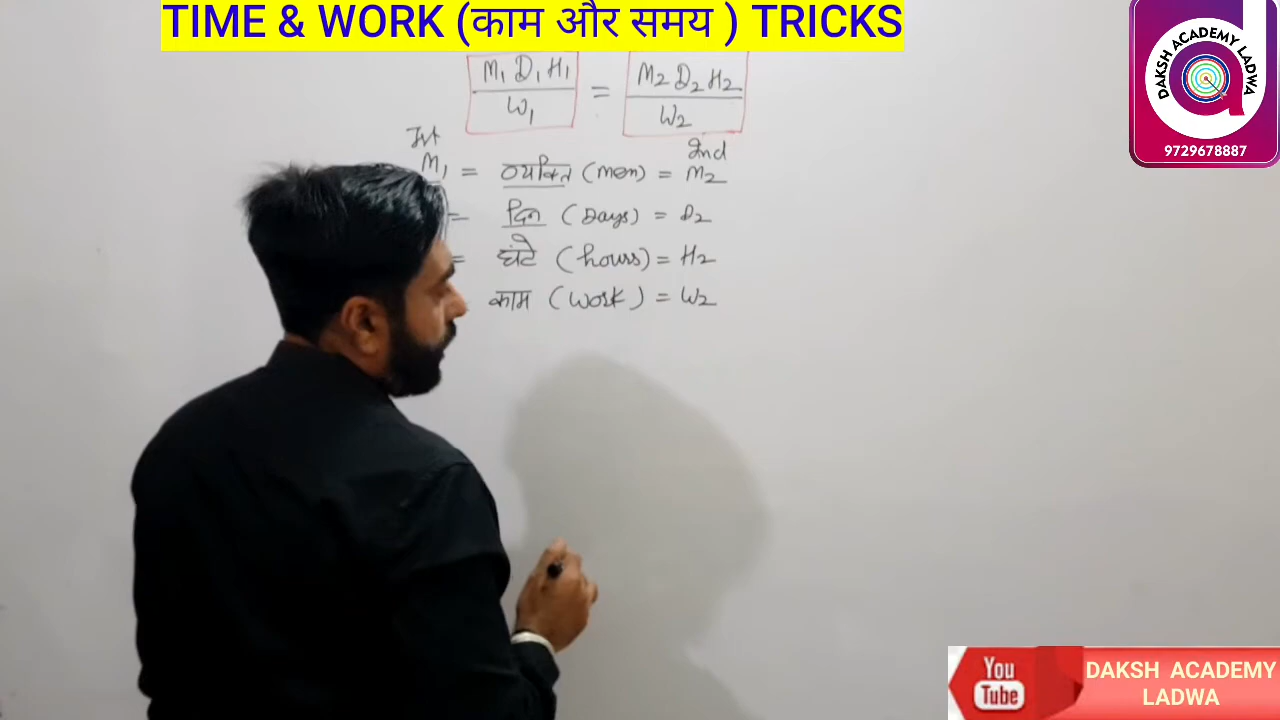 TIME & WORK (काम और समय ) TRICKS
DAKSH ACADEMY LADWA
9729678887
M₁ D₁ H₁ / W₁ = M₂ D₂ H₂ / W₂
Ist
2nd
M₁ = व्यक्ति (men) = M₂
= दिन (Days) = D₂
= घंटे (hours) = H₂
काम (work) = W₂
You Tube
DAKSH ACADEMY
LADWA